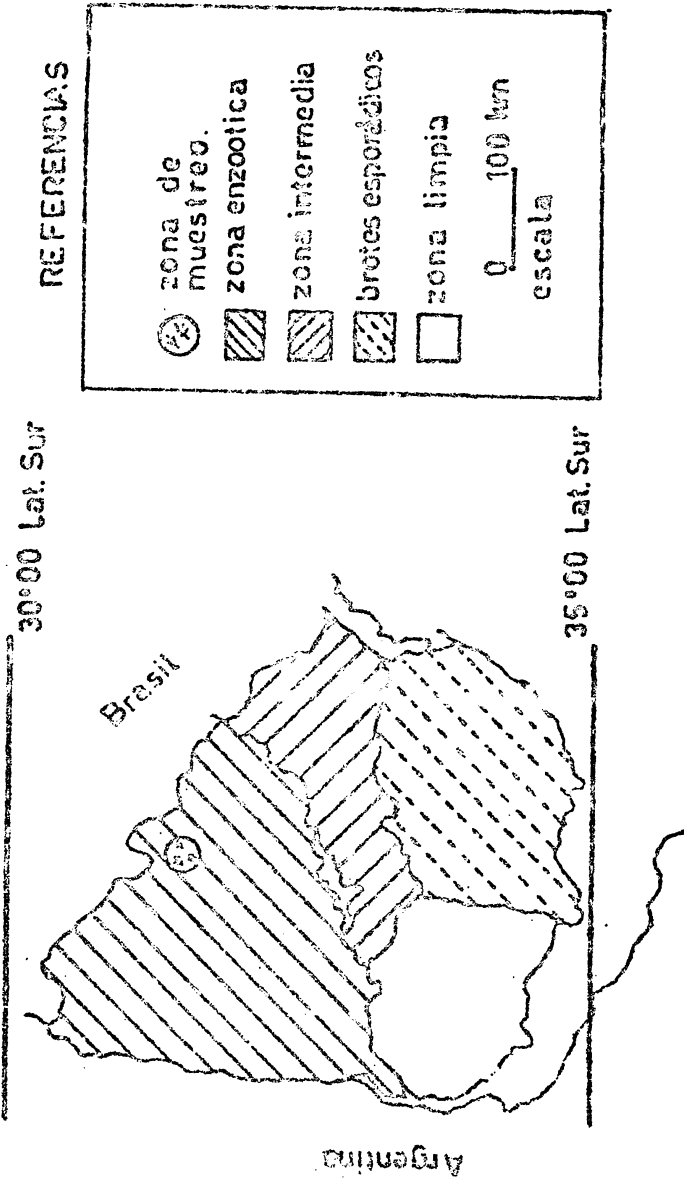 REFERENCIAS
zona de
muestreo.
zona enzootica
zona intermedia
brotes esporádicos
zona limpia
0 100 km
escala
30°00 Lat. Sur
Brasil
Argentina
35°00 Lat. Sur